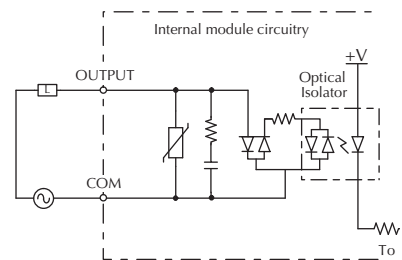 Internal module circuitry
+V
OUTPUT
Optical
Isolator
L
COM
To